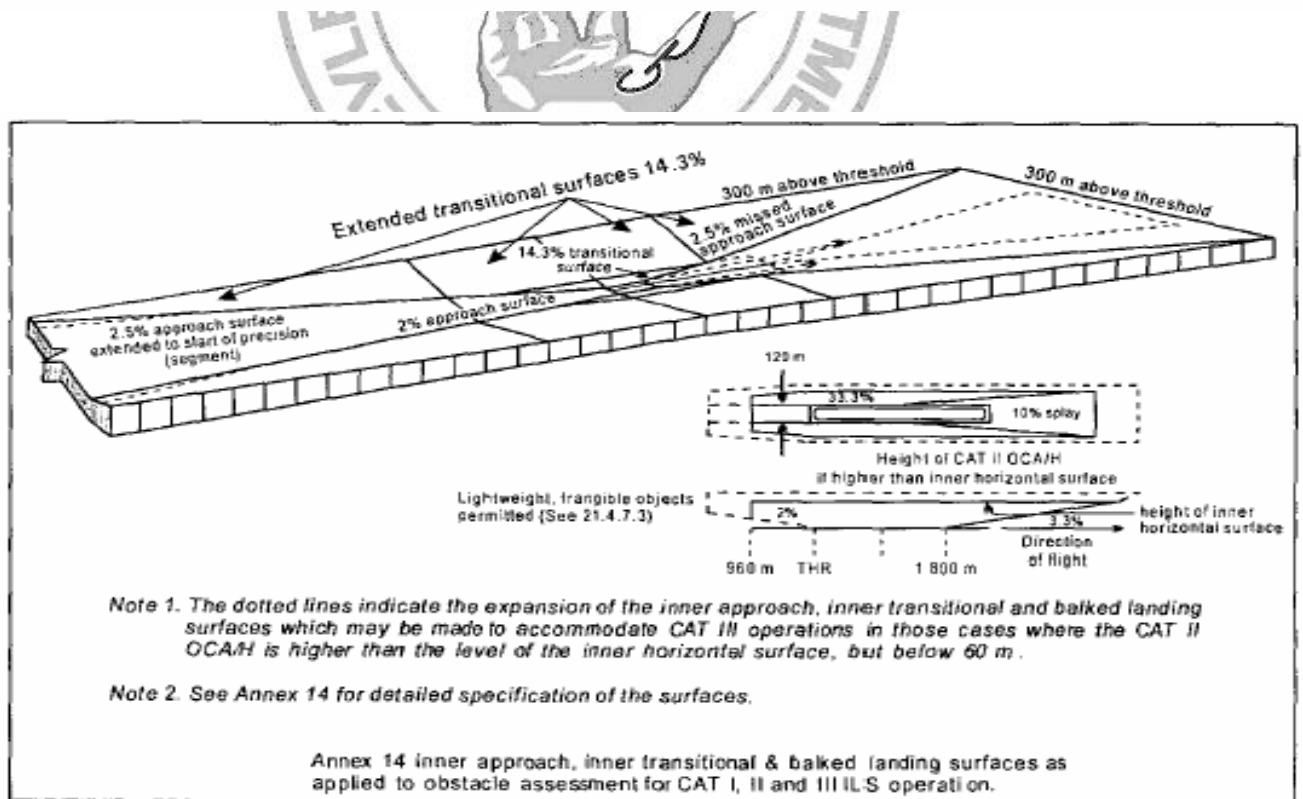 VLE
TME
Extended transitional surfaces 14.3%
300 m above threshold
300 m above threshold
2.5% missed
approach surface
14.3% transitional
surface
2% approach surface
2.5% approach surface
extended to start of precision
(segment)
120 m
33.3%
10% splay
Height of CAT II OCA/H
if higher than inner horizontal surface
Lightweight, frangible objects
permitted (See 21.4.7.3)
2%
height of inner
horizontal surface
3.3%
Direction
of flight
960 m THR 1 800 m
Note 1. The dotted lines indicate the expansion of the inner approach, inner transitional and balked landing
surfaces which may be made to accommodate CAT III operations in those cases where the CAT II
OCA/H is higher than the level of the inner horizontal surface, but below 60 m.
Note 2. See Annex 14 for detailed specification of the surfaces.
Annex 14 inner approach, inner transitional & balked landing surfaces as
applied to obstacle assessment for CAT I, II and III ILS operation.